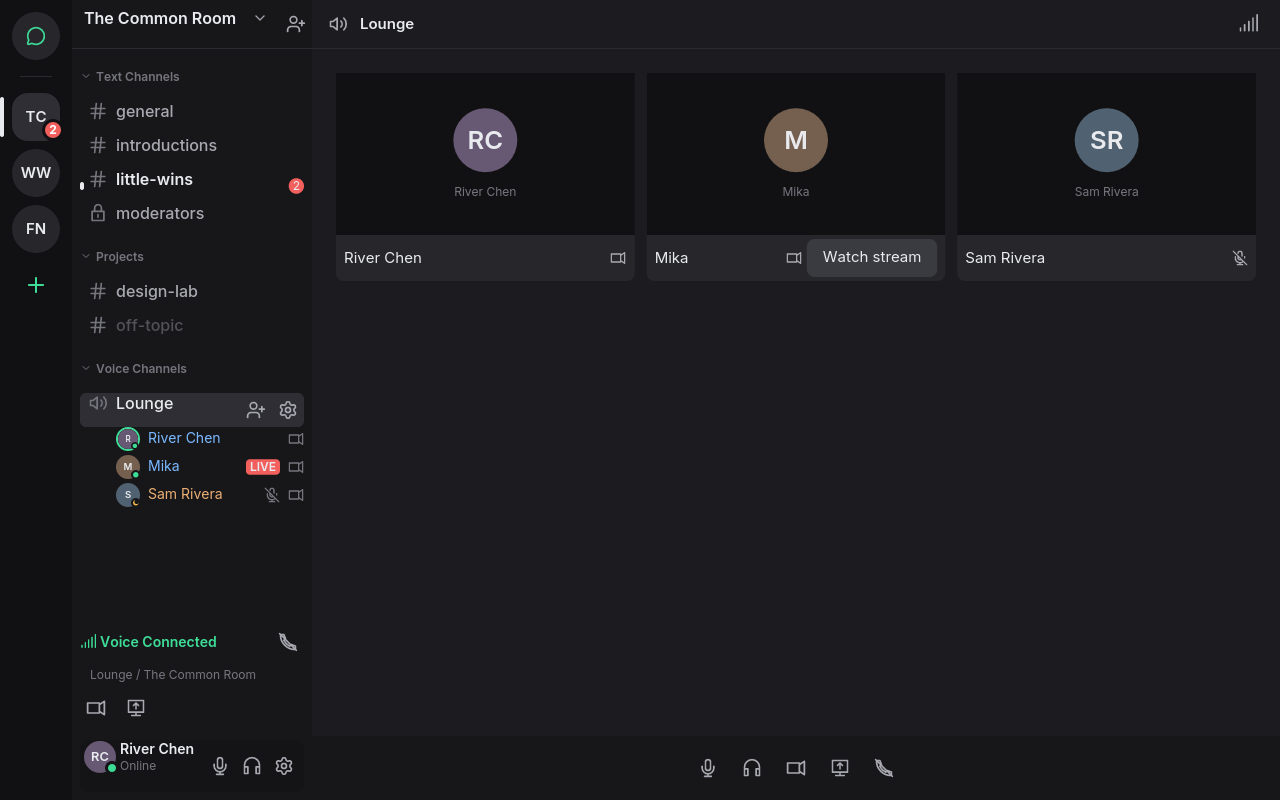 TC
2
WW
FN
The Common Room
Text Channels
general
introductions
little-wins
2
moderators
Projects
design-lab
off-topic
Voice Channels
Lounge
R
River Chen
M
Mika
LIVE
S
Sam Rivera
Voice Connected
Lounge / The Common Room
RC
River Chen
Online
Lounge
RC
River Chen
River Chen
M
Mika
Mika
Watch stream
SR
Sam Rivera
Sam Rivera